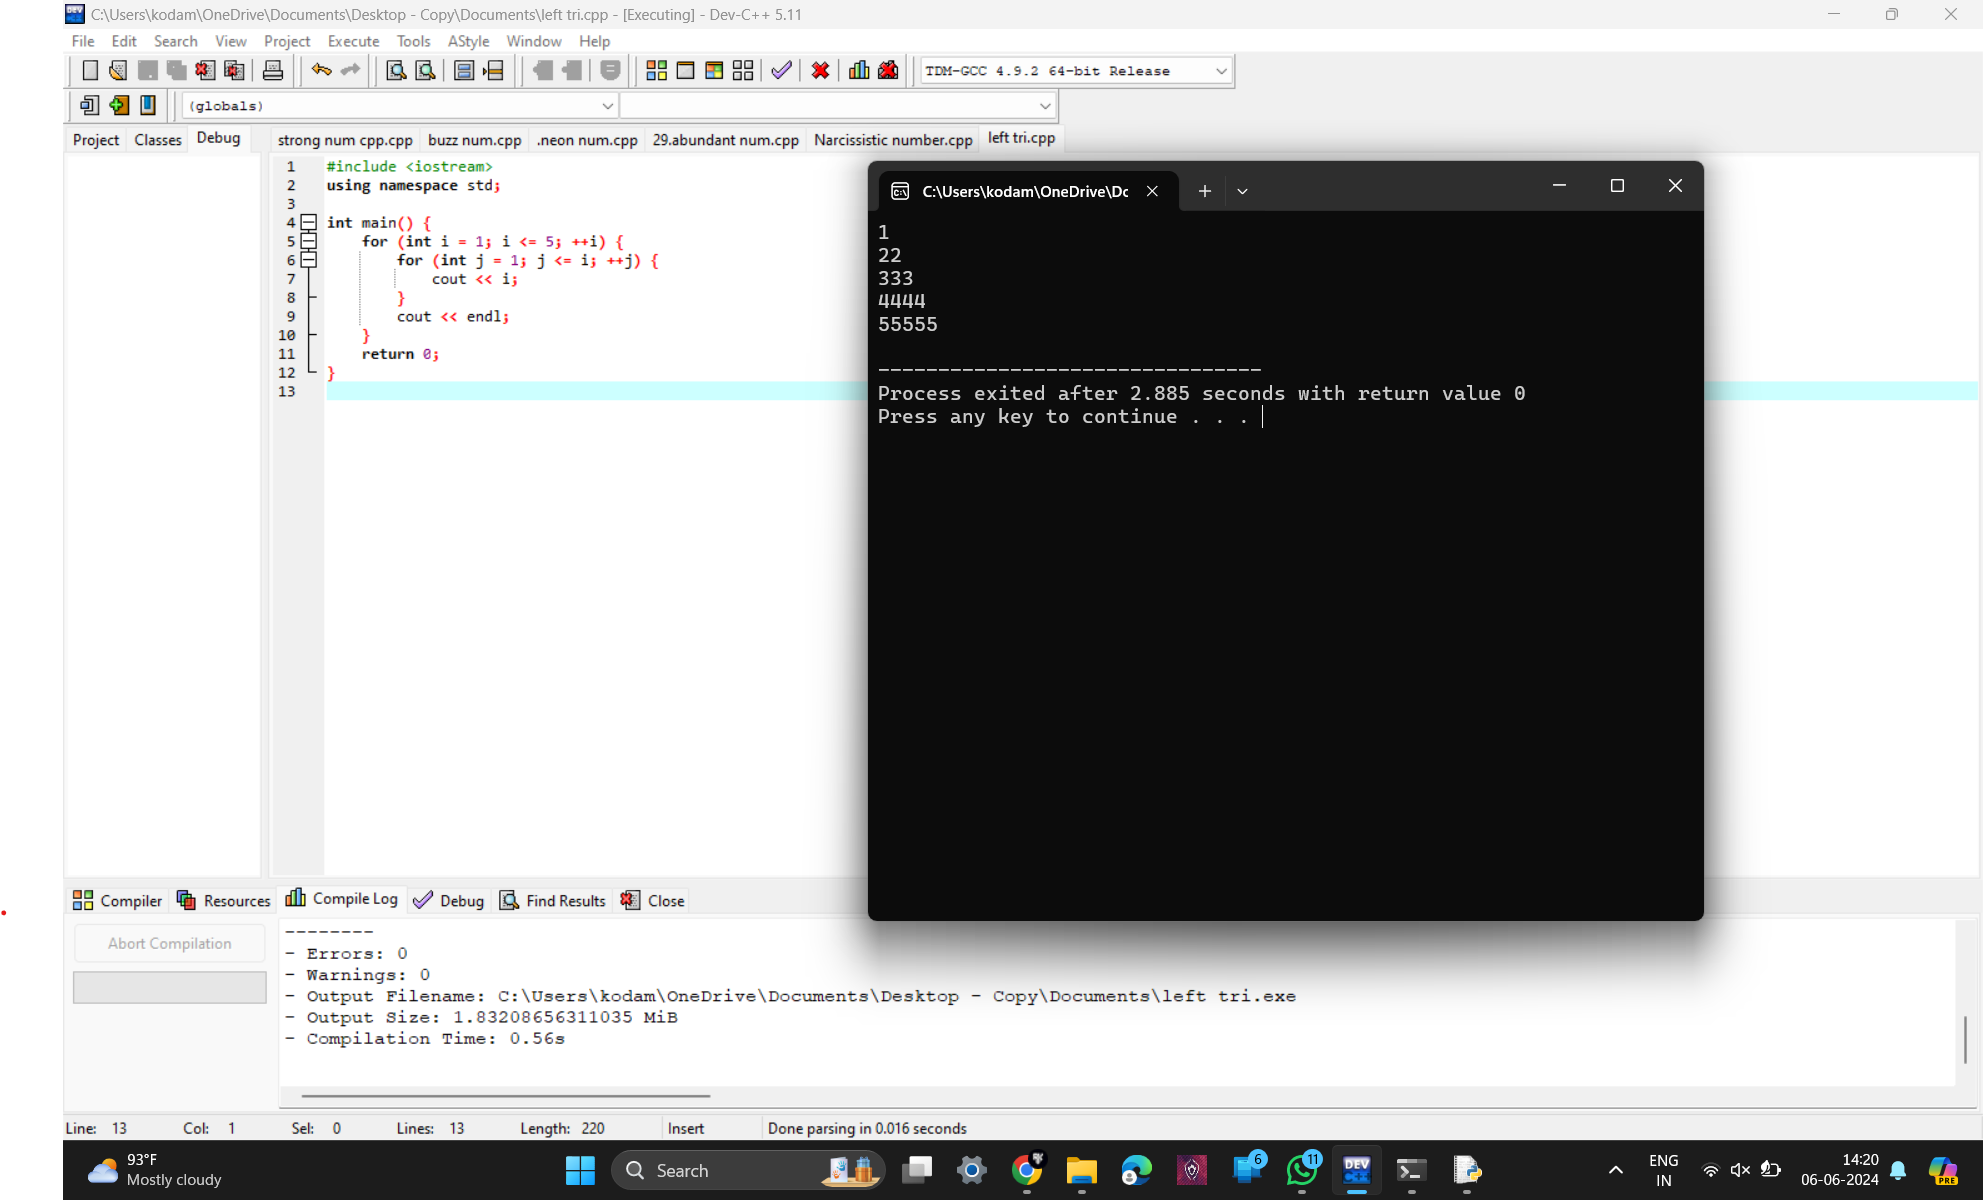 C:\Users\kodam\OneDrive\Documents\Desktop - Copy\Documents\left tri.cpp - [Executing] - Dev-C++ 5.11
File Edit Search View Project Execute Tools AStyle Window Help
TDM-GCC 4.9.2 64-bit Release
(globals)
Project Classes Debug
strong num cpp.cpp buzz num.cpp .neon num.cpp 29.abundant num.cpp Narcissistic number.cpp left tri.cpp
1 #include <iostream>
2 using namespace std;
3
4 int main() {
5 for (int i = 1; i <= 5; ++i) {
6 for (int j = 1; j <= i; ++j) {
7 cout << i;
8 }
9 cout << endl;
10 }
11 return 0;
12 }
13
C:\Users\kodam\OneDrive\Dc
1
22
333
4444
55555
--------------------------------
Process exited after 2.885 seconds with return value 0
Press any key to continue . . .
Compiler Resources Compile Log Debug Find Results Close
Abort Compilation
--------
- Errors: 0
- Warnings: 0
- Output Filename: C:\Users\kodam\OneDrive\Documents\Desktop - Copy\Documents\left tri.exe
- Output Size: 1.83208656311035 MiB
- Compilation Time: 0.56s
Line: 13 Col: 1 Sel: 0 Lines: 13 Length: 220 Insert Done parsing in 0.016 seconds
93°F
Mostly cloudy
Search
6
11
DEV
C++
ENG
IN
14:20
06-06-2024
PRE